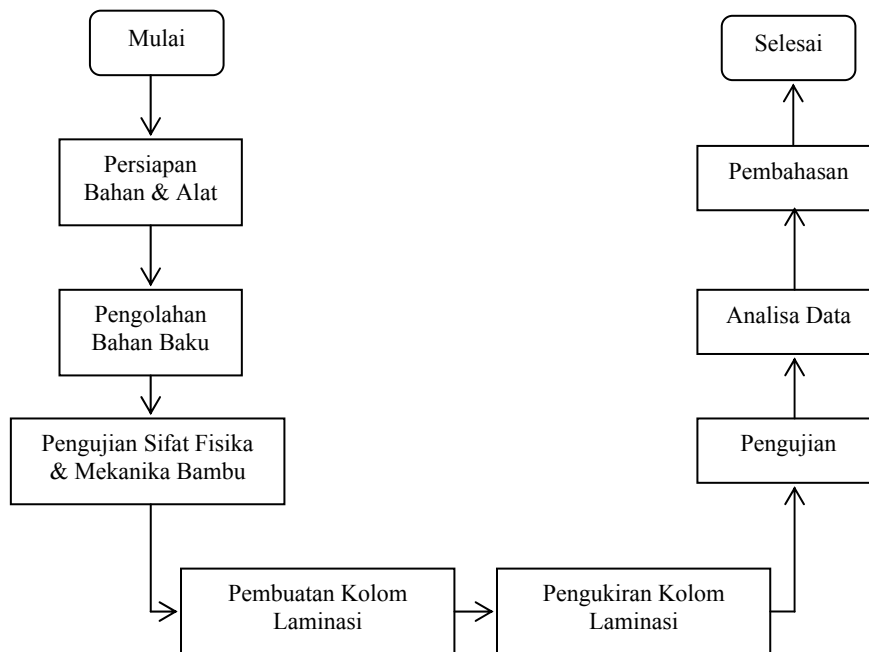 Mulai
Persiapan
Bahan & Alat
Pengolahan
Bahan Baku
Pengujian Sifat Fisika
& Mekanika Bambu
Pembuatan Kolom
Laminasi
Pengukiran Kolom
Laminasi
Pengujian
Analisa Data
Pembahasan
Selesai